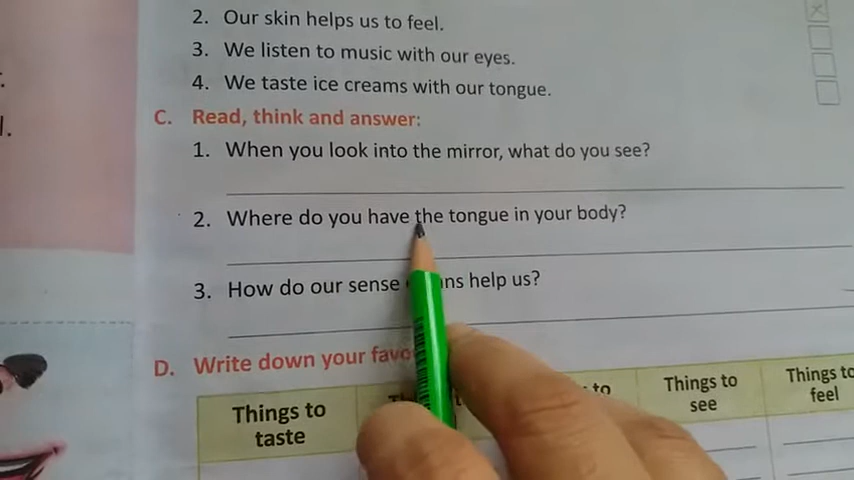 2. Our skin helps us to feel.
3. We listen to music with our eyes.
4. We taste ice creams with our tongue.
C. Read, think and answer:
1. When you look into the mirror, what do you see?
2. Where do you have the tongue in your body?
3. How do our sense help us?
D. Write down your
Things to taste
to
Things to see
Things to feel